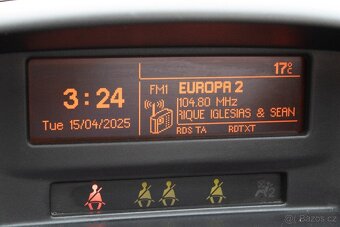 17°C
3:24
Tue 15/04/2025
FM1 EUROPA 2
104.80 MHz
RIQUE IGLESIAS & SEAN
RDS TA RDTXT